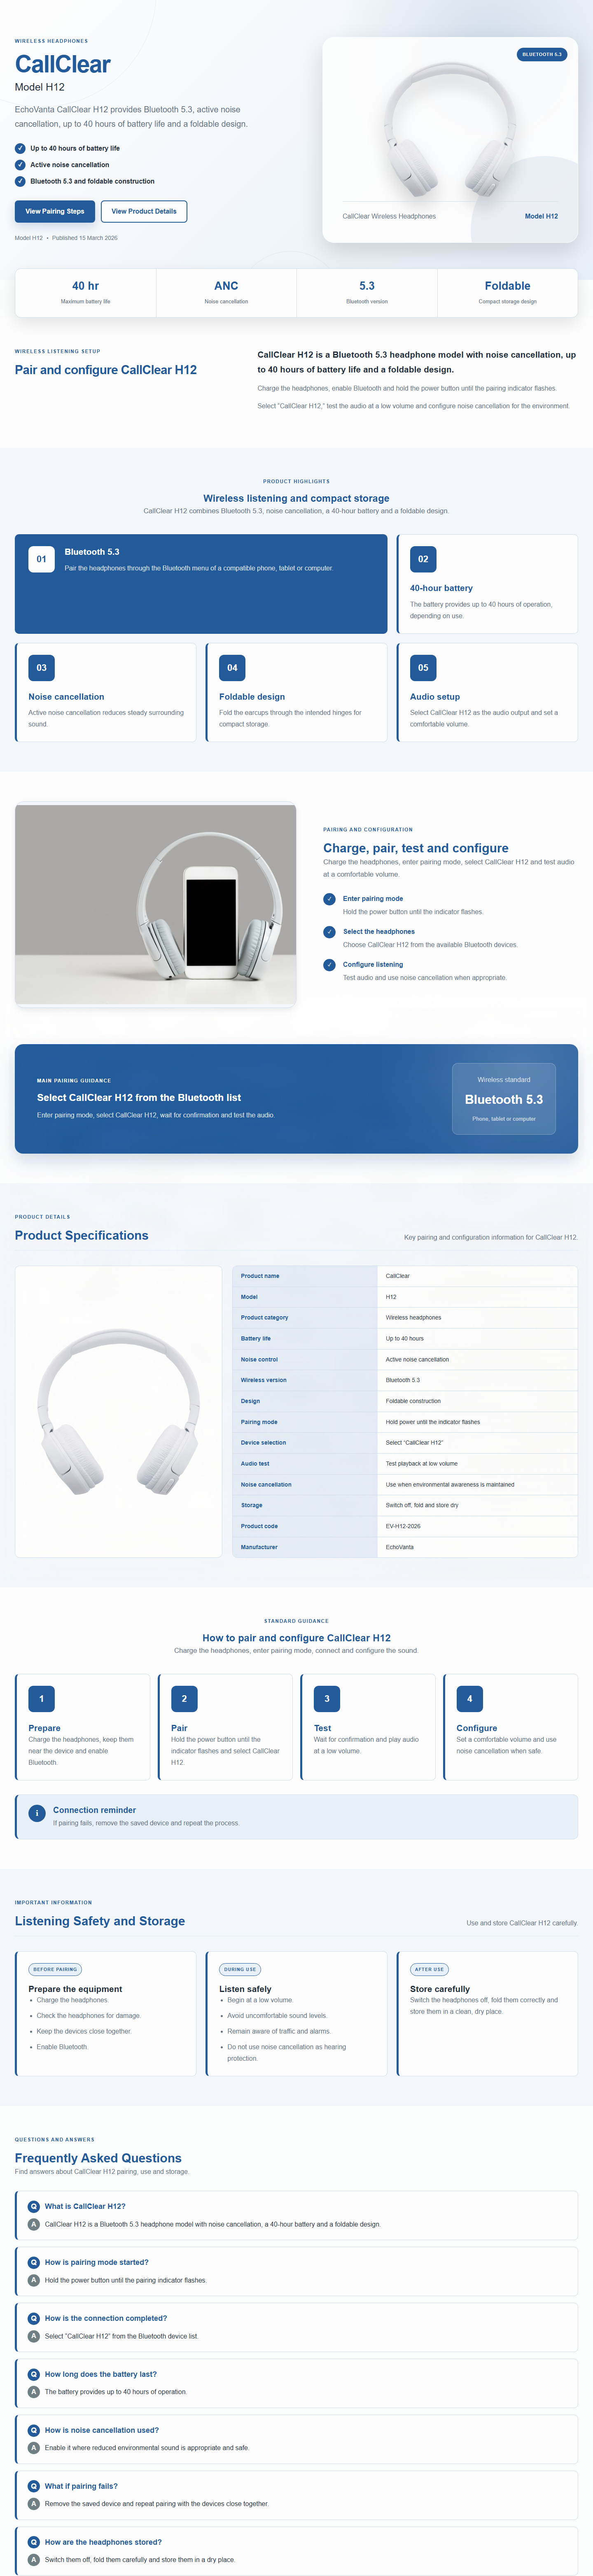 WIRELESS HEADPHONES
CallClear
Model H12
EchoVanta CallClear H12 provides Bluetooth 5.3, active noise
cancellation, up to 40 hours of battery life and a foldable design.
Up to 40 hours of battery life
Active noise cancellation
Bluetooth 5.3 and foldable construction
View Pairing Steps
View Product Details
Model H12 • Published 15 March 2026
BLUETOOTH 5.3
CallClear Wireless Headphones
Model H12
40 hr
Maximum battery life
ANC
Noise cancellation
5.3
Bluetooth version
Foldable
Compact storage design
WIRELESS LISTENING SETUP
Pair and configure CallClear H12
CallClear H12 is a Bluetooth 5.3 headphone model with noise cancellation, up
to 40 hours of battery life and a foldable design.
Charge the headphones, enable Bluetooth and hold the power button until the pairing indicator flashes.
Select "CallClear H12," test the audio at a low volume and configure noise cancellation for the environment.
PRODUCT HIGHLIGHTS
Wireless listening and compact storage
CallClear H12 combines Bluetooth 5.3, noise cancellation, a 40-hour battery and a foldable design.
01
Bluetooth 5.3
Pair the headphones through the Bluetooth menu of a compatible phone, tablet or computer.
02
40-hour battery
The battery provides up to 40 hours of operation,
depending on use.
03
Noise cancellation
Active noise cancellation reduces steady surrounding
sound.
04
Foldable design
Fold the earcups through the intended hinges for
compact storage.
05
Audio setup
Select CallClear H12 as the audio output and set a
comfortable volume.
PAIRING AND CONFIGURATION
Charge, pair, test and configure
Charge the headphones, enter pairing mode, select CallClear H12 and test audio
at a comfortable volume.
Enter pairing mode
Hold the power button until the indicator flashes.
Select the headphones
Choose CallClear H12 from the available Bluetooth devices.
Configure listening
Test audio and use noise cancellation when appropriate.
MAIN PAIRING GUIDANCE
Select CallClear H12 from the Bluetooth list
Enter pairing mode, select CallClear H12, wait for confirmation and test the audio.
Wireless standard
Bluetooth 5.3
Phone, tablet or computer
PRODUCT DETAILS
Product Specifications
Key pairing and configuration information for CallClear H12.
Product name CallClear
Model H12
Product category Wireless headphones
Battery life Up to 40 hours
Noise control Active noise cancellation
Wireless version Bluetooth 5.3
Design Foldable construction
Pairing mode Hold power until the indicator flashes
Device selection Select "CallClear H12"
Audio test Test playback at low volume
Noise cancellation Use when environmental awareness is maintained
Storage Switch off, fold and store dry
Product code EV-H12-2026
Manufacturer EchoVanta
STANDARD GUIDANCE
How to pair and configure CallClear H12
Charge the headphones, enter pairing mode, connect and configure the sound.
1
Prepare
Charge the headphones, keep them
near the device and enable
Bluetooth.
2
Pair
Hold the power button until the
indicator flashes and select CallClear
H12.
3
Test
Wait for confirmation and play audio
at a low volume.
4
Configure
Set a comfortable volume and use
noise cancellation when safe.
i
Connection reminder
If pairing fails, remove the saved device and repeat the process.
IMPORTANT INFORMATION
Listening Safety and Storage
Use and store CallClear H12 carefully.
BEFORE PAIRING
Prepare the equipment
• Charge the headphones.
• Check the headphones for damage.
• Keep the devices close together.
• Enable Bluetooth.
DURING USE
Listen safely
• Begin at a low volume.
• Avoid uncomfortable sound levels.
• Remain aware of traffic and alarms.
• Do not use noise cancellation as hearing
protection.
AFTER USE
Store carefully
Switch the headphones off, fold them correctly and
store them in a clean, dry place.
QUESTIONS AND ANSWERS
Frequently Asked Questions
Find answers about CallClear H12 pairing, use and storage.
Q What is CallClear H12?
A CallClear H12 is a Bluetooth 5.3 headphone model with noise cancellation, a 40-hour battery and a foldable design.
Q How is pairing mode started?
A Hold the power button until the pairing indicator flashes.
Q How is the connection completed?
A Select "CallClear H12" from the Bluetooth device list.
Q How long does the battery last?
A The battery provides up to 40 hours of operation.
Q How is noise cancellation used?
A Enable it where reduced environmental sound is appropriate and safe.
Q What if pairing fails?
A Remove the saved device and repeat pairing with the devices close together.
Q How are the headphones stored?
A Switch them off, fold them carefully and store them in a dry place.